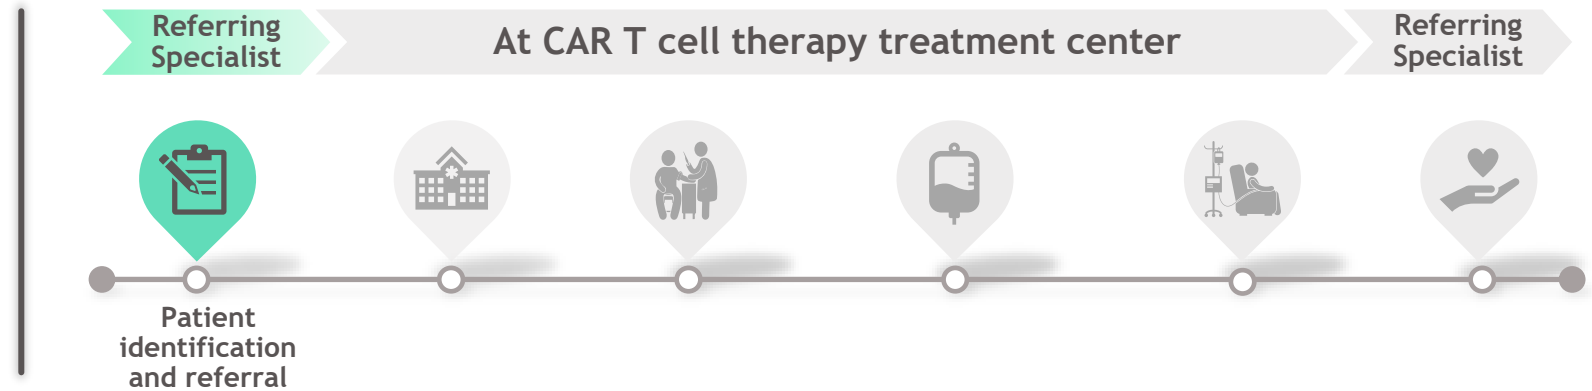 Referring
Specialist
At CAR T cell therapy treatment center
Referring
Specialist
Patient
identification
and referral